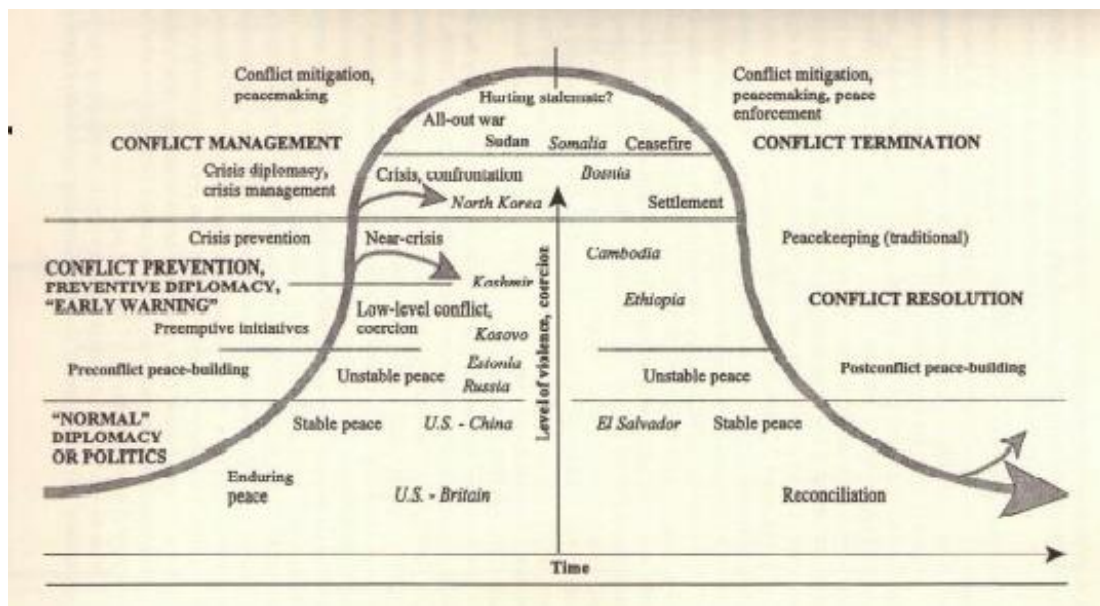 Conflict mitigation,
peacemaking
Conflict mitigation,
peacemaking, peace
enforcement
Hurting stalemate?
All-out war
Sudan Somalia Ceasefire
CONFLICT MANAGEMENT
CONFLICT TERMINATION
Crisis diplomacy,
crisis management
Crisis, confrontation
Bosnia
North Korea
Settlement
Crisis prevention
Near-crisis
Peacekeeping (traditional)
Cambodia
CONFLICT PREVENTION,
PREVENTIVE DIPLOMACY,
"EARLY WARNING"
Kashmir
Ethiopia
CONFLICT RESOLUTION
Low-level conflict,
coercion
Preemptive initiatives
Kosovo
Level of violence, coercion
Preconflict peace-building
Unstable peace
Estonia
Russia
Unstable peace
Postconflict peace-building
"NORMAL"
DIPLOMACY
OR POLITICS
Stable peace
U.S. - China
El Salvador
Stable peace
Enduring
peace
U.S. - Britain
Reconciliation
Time